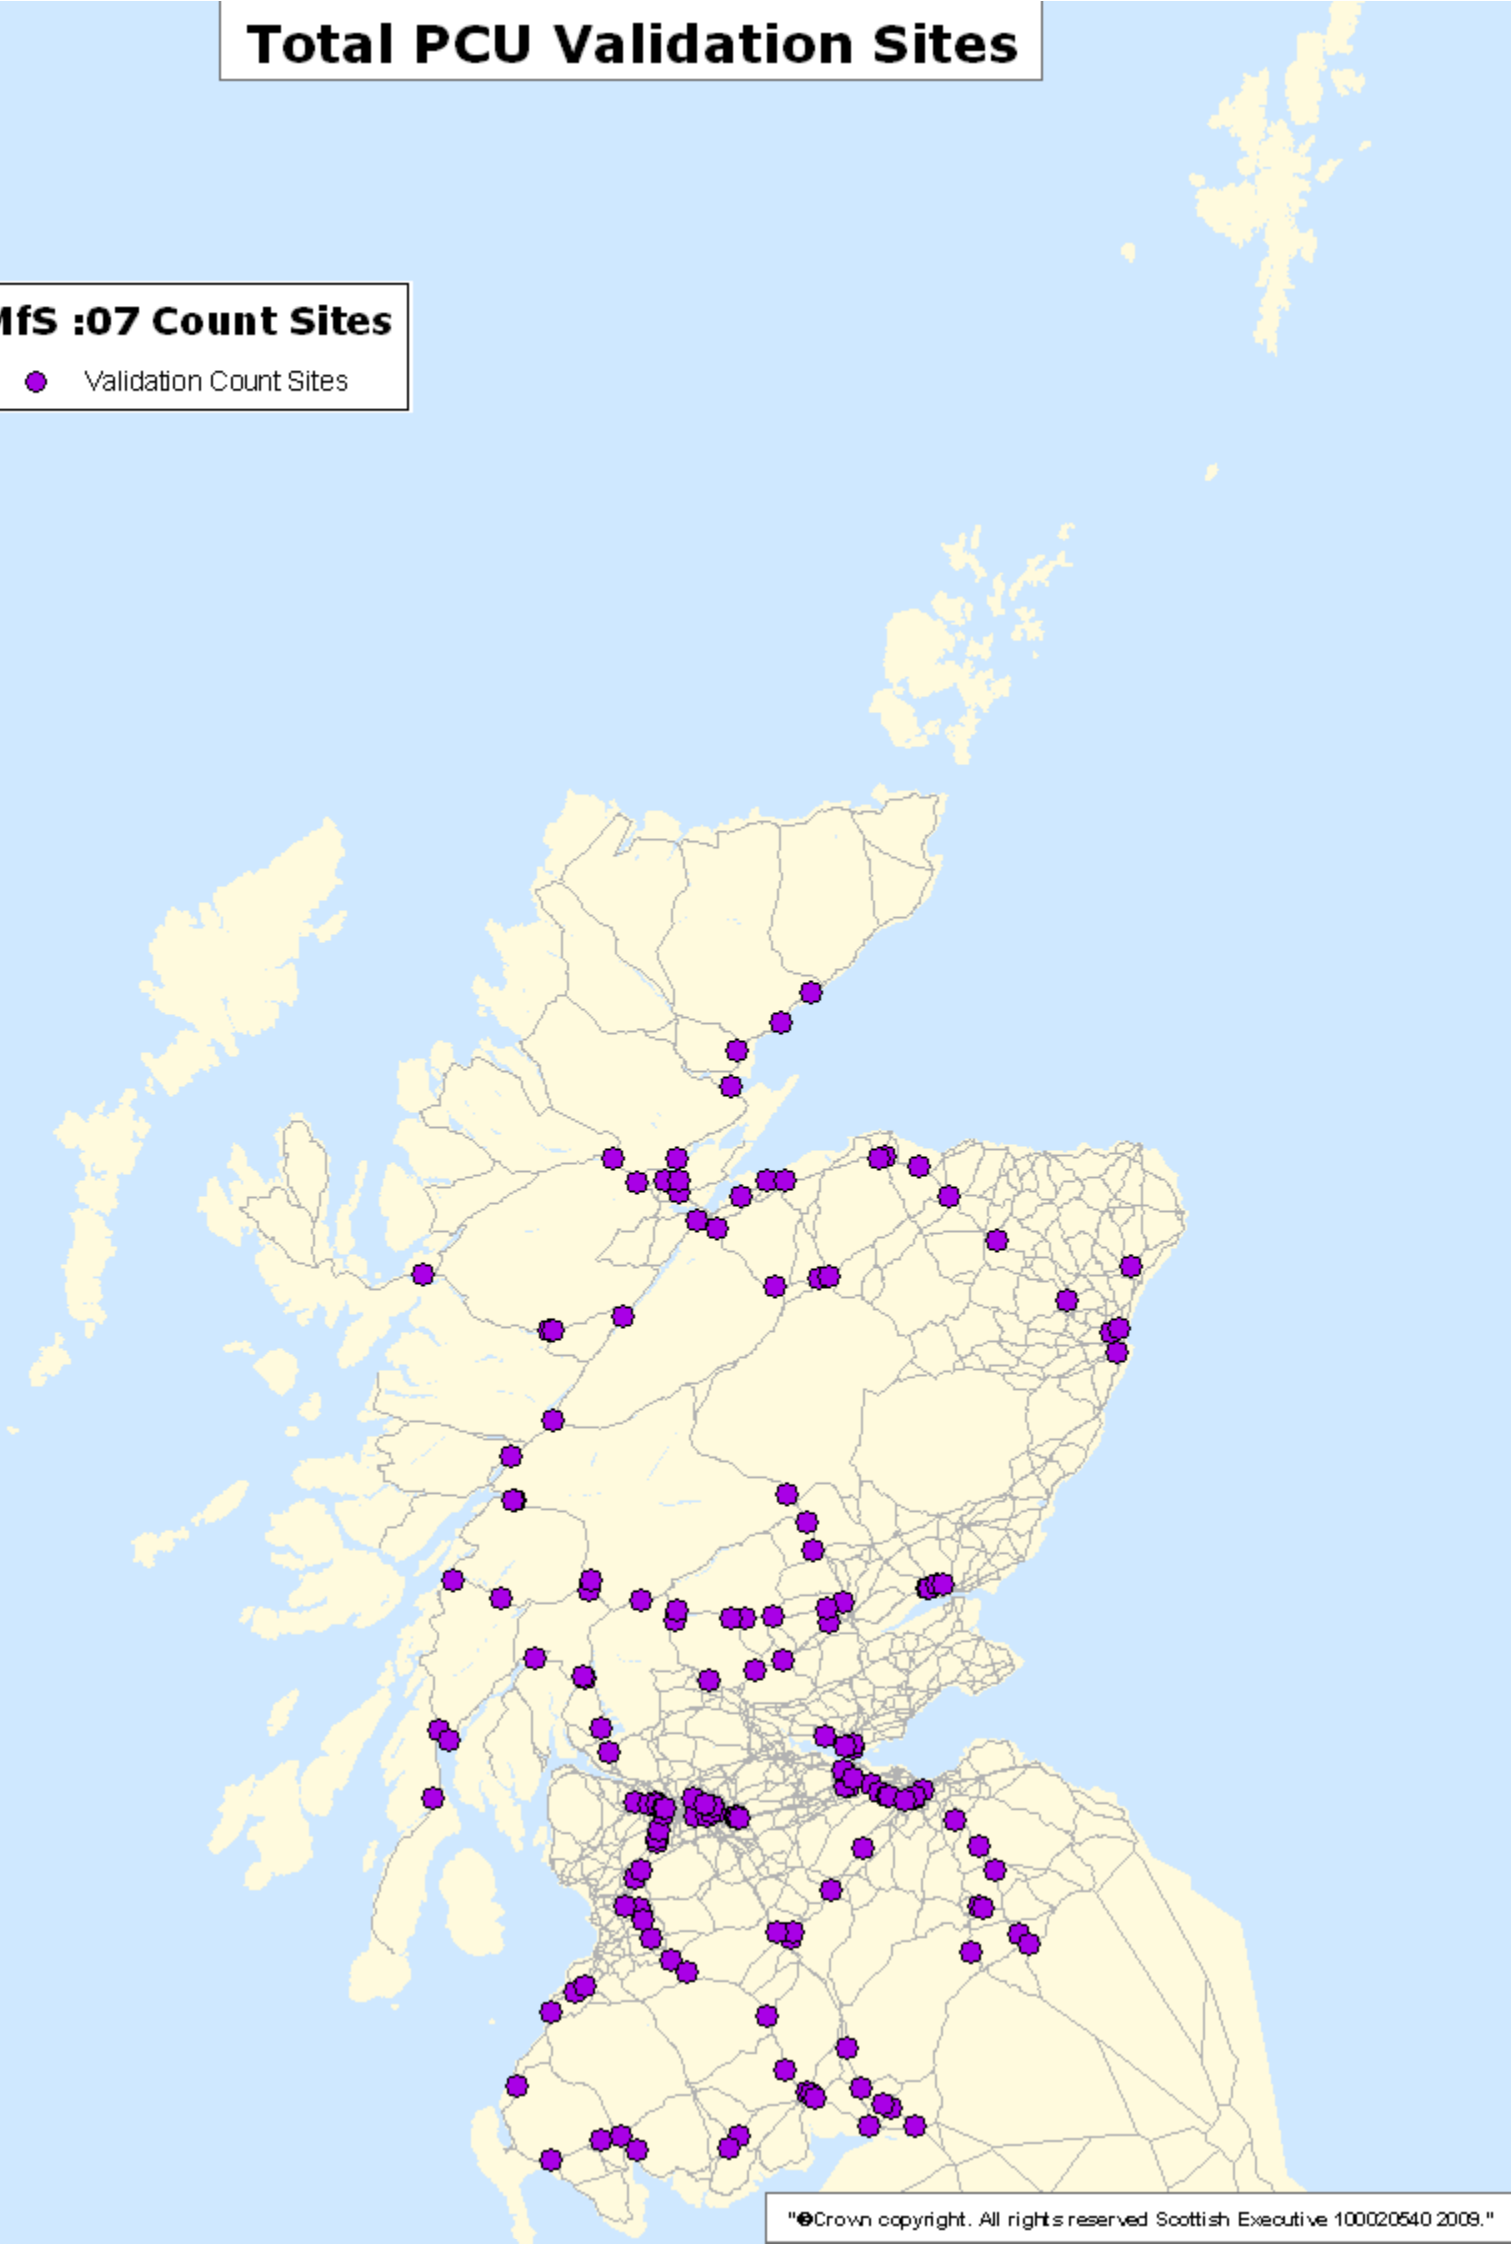 Total PCU Validation Sites
MfS :07 Count Sites
Validation Count Sites
"❷Crown copyright. All rights reserved Scottish Executive 100020540 2009."